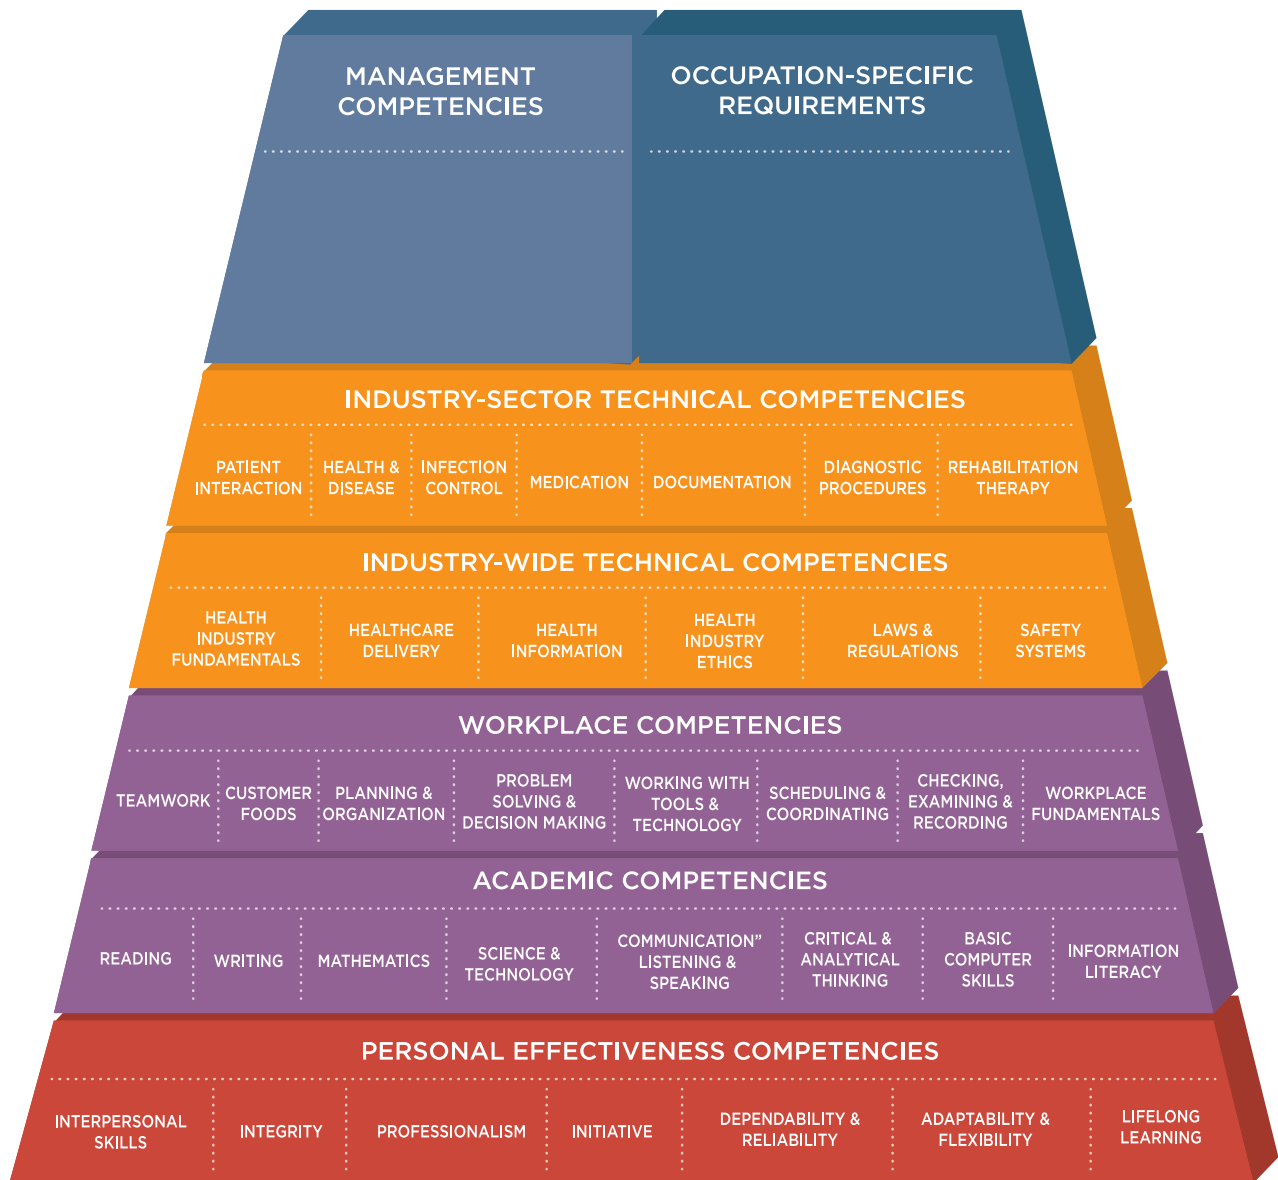 MANAGEMENT
COMPETENCIES
OCCUPATION-SPECIFIC
REQUIREMENTS
INDUSTRY-SECTOR TECHNICAL COMPETENCIES
PATIENT
INTERACTION
HEALTH &
DISEASE
INFECTION
CONTROL
MEDICATION
DOCUMENTATION
DIAGNOSTIC
PROCEDURES
REHABILITATION
THERAPY
INDUSTRY-WIDE TECHNICAL COMPETENCIES
HEALTH
INDUSTRY
FUNDAMENTALS
HEALTHCARE
DELIVERY
HEALTH
INFORMATION
HEALTH
INDUSTRY
ETHICS
LAWS &
REGULATIONS
SAFETY
SYSTEMS
WORKPLACE COMPETENCIES
TEAMWORK
CUSTOMER
FOODS
PLANNING &
ORGANIZATION
PROBLEM
SOLVING &
DECISION MAKING
WORKING WITH
TOOLS &
TECHNOLOGY
SCHEDULING &
COORDINATING
CHECKING,
EXAMINING &
RECORDING
WORKPLACE
FUNDAMENTALS
ACADEMIC COMPETENCIES
READING
WRITING
MATHEMATICS
SCIENCE &
TECHNOLOGY
COMMUNICATION”
LISTENING &
SPEAKING
CRITICAL &
ANALYTICAL
THINKING
BASIC
COMPUTER
SKILLS
INFORMATION
LITERACY
PERSONAL EFFECTIVENESS COMPETENCIES
INTERPERSONAL
SKILLS
INTEGRITY
PROFESSIONALISM
INITIATIVE
DEPENDABILITY &
RELIABILITY
ADAPTABILITY &
FLEXIBILITY
LIFELONG
LEARNING